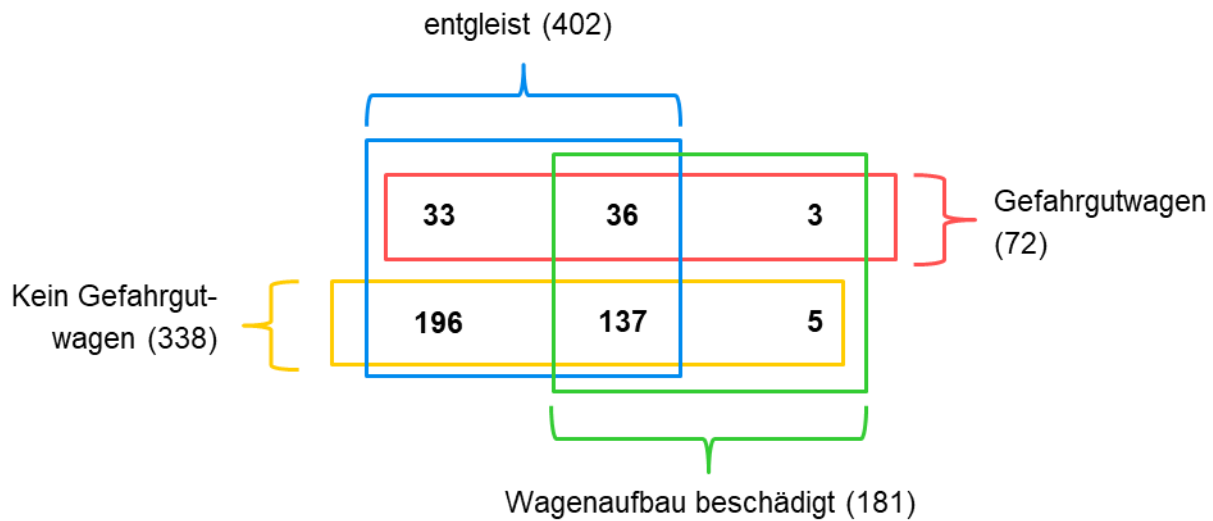 entgleist (402)
33 36 3
Gefahrgutwagen
(72)
Kein Gefahrgut-
wagen (338)
196 137 5
Wagenaufbau beschädigt (181)